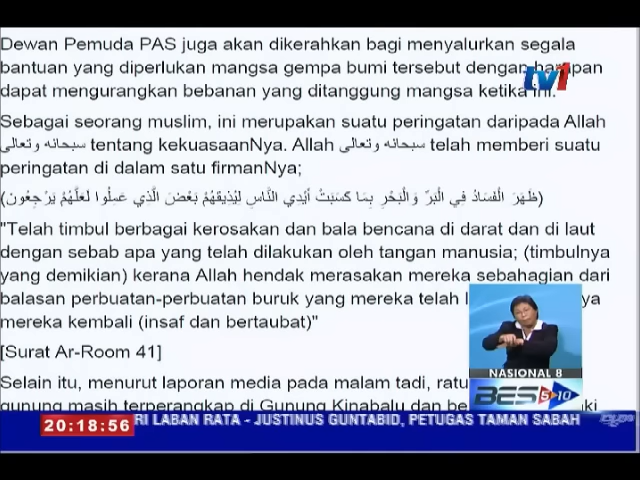 Dewan Pemuda PAS juga akan dikerahkan bagi menyalurkan segala
bantuan yang diperlukan mangsa gempa bumi tersebut dengan harapan
dapat mengurangkan bebanan yang ditanggung mangsa ketika ini.
tv1
Sebagai seorang muslim, ini merupakan suatu peringatan daripada Allah
سبحانه وتعالى tentang kekuasaanNya. Allah سبحانه وتعالى telah memberi suatu
peringatan di dalam satu firmanNya;
(ظَهَرَ الْفَسَادُ فِي الْبَرِّ وَالْبَحْرِ بِمَا كَسَبَتْ أَيْدِي النَّاسِ لِيُذِيقَهُمْ بَعْضَ الَّذِي عَمِلُوا لَعَلَّهُمْ يَرْجِعُونَ)
"Telah timbul berbagai kerosakan dan bala bencana di darat dan di laut
dengan sebab apa yang telah dilakukan oleh tangan manusia; (timbulnya
yang demikian) kerana Allah hendak merasakan mereka sebahagian dari
balasan perbuatan-perbuatan buruk yang mereka telah
mereka kembali (insaf dan bertaubat)"
[Surat Ar-Room 41]
Selain itu, menurut laporan media pada malam tadi,
gunung masih terperangkap di Gunung Kinabalu dan
NASIONAL 8
BES 5 10
20:18:56 RI LABAN RATA - JUSTINUS GUNTABID, PETUGAS TAMAN SABAH